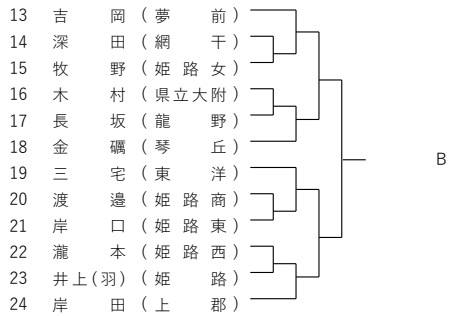 13 吉岡 (夢前)
14 深田 (網干)
15 牧野 (姫路女)
16 木村 (県立大附)
17 長坂 (龍野)
18 金礪 (琴丘)
19 三宅 (東洋)
B
20 渡邉 (姫路商)
21 岸口 (姫路東)
22 瀧本 (姫路西)
23 井上(羽) (姫路)
24 岸田 (上郡)